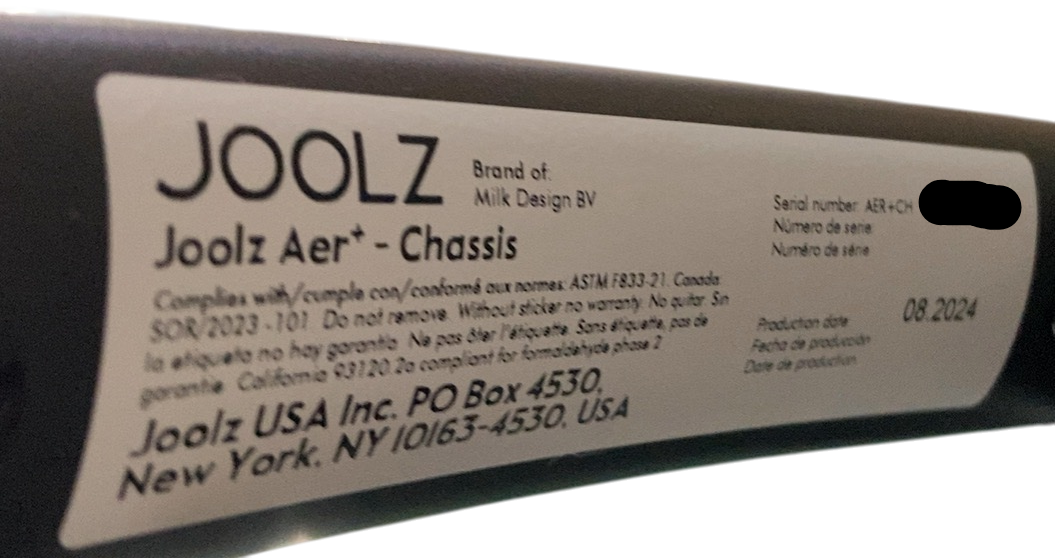 JOOLZ
Brand of:
Milk Design BV
Joolz Aer⁺ - Chassis
Complies with/cumple con/conformé aux normes: ASTM F833-21. Canada
SOR/2023 -101. Do not remove. Without sticker no warranty. No quitar. Sin
la etiqueta no hay garantía. Ne pas ôter l'étiquette. Sans étiquette, pas de
garantie. California 93120.2a compliant for formaldehyde phase 2
Joolz USA Inc. PO Box 4530,
New York, NY 10163-4530, USA
Serial number: AER+CH
Número de serie
Numéro de série
08.2024
Production date
Fecha de producción
Date de production